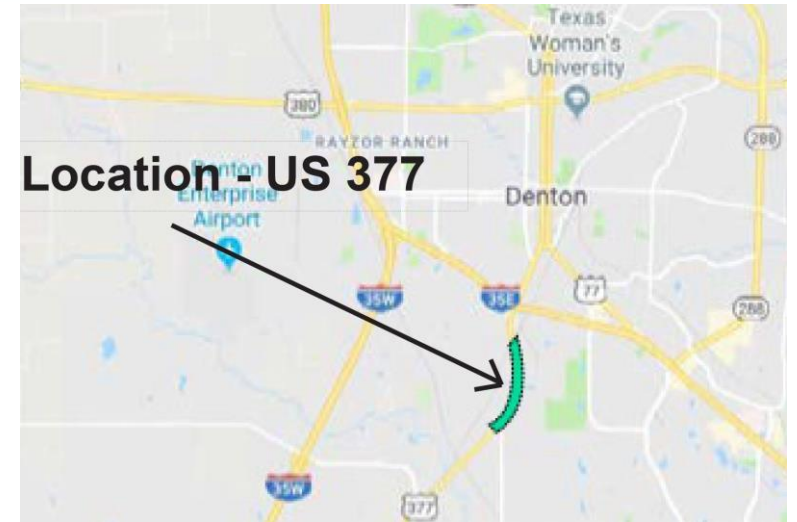 Texas
Woman's
University
380
RAYZOR RANCH
288
Location - US 377
Denton
Enterprise
Airport
Denton
35W
35E
77
288
35W
377